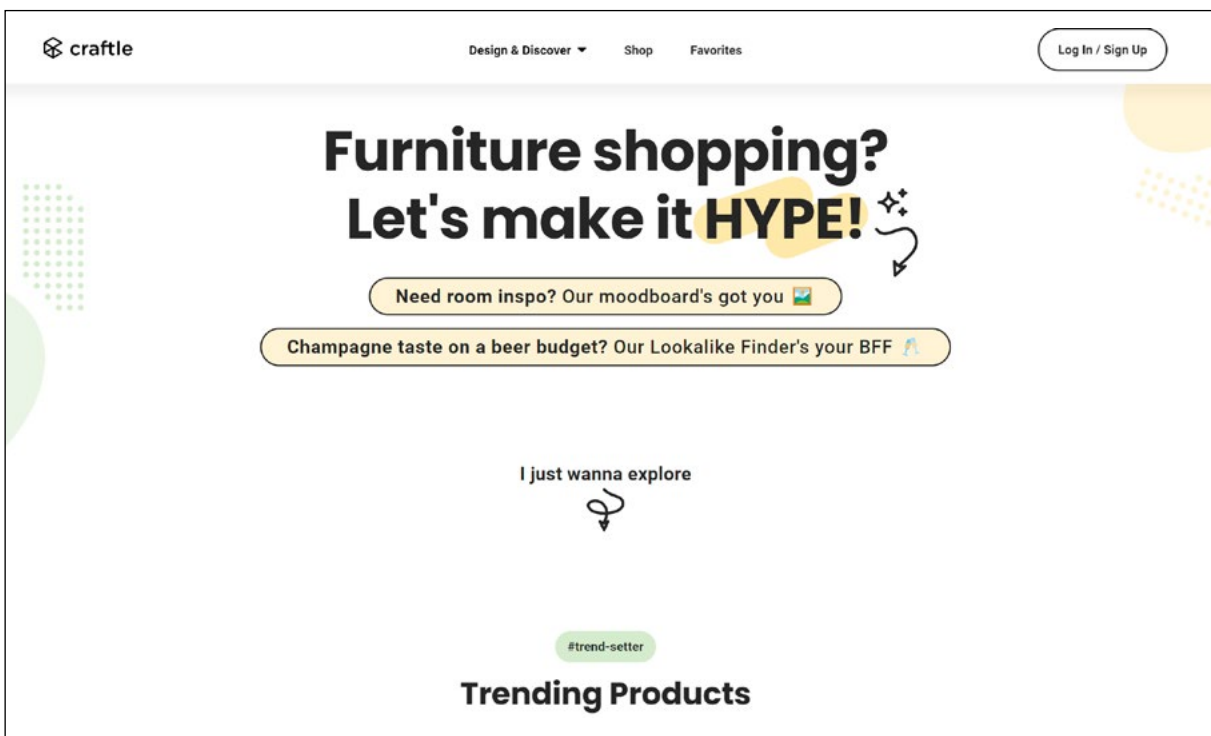 craftle
Design & Discover
Shop
Favorites
Log In / Sign Up
Furniture shopping?
Let's make it HYPE!
Need room inspo? Our moodboard's got you 🖼️
Champagne taste on a beer budget? Our Lookalike Finder's your BFF 🥂
I just wanna explore
#trend-setter
Trending Products